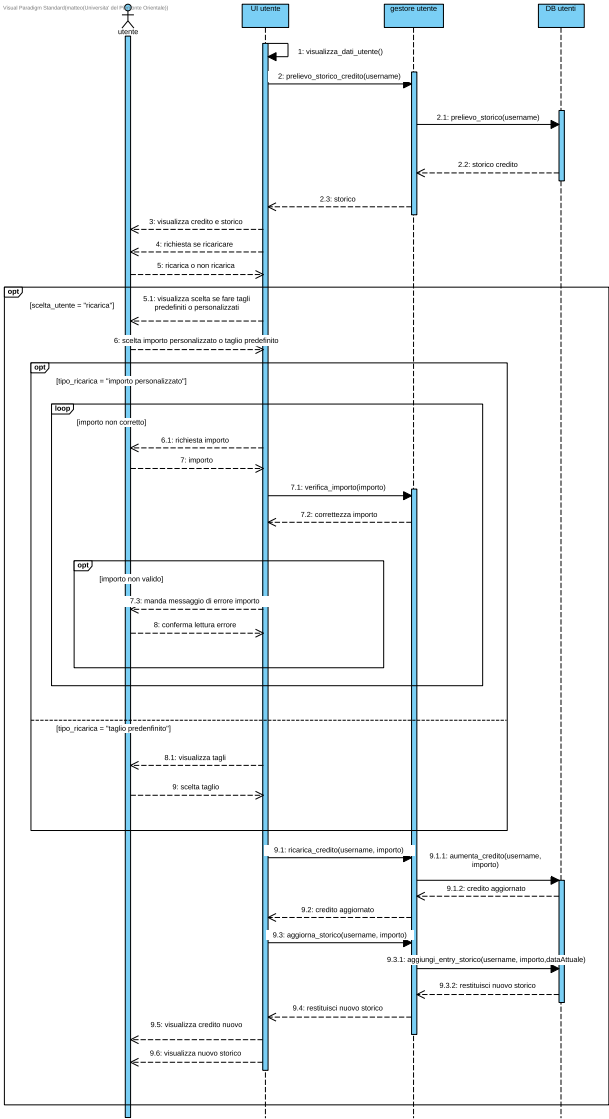 Visual Paradigm Standard(matteo(Universita' del Piemonte Orientale))
utente
UI utente
gestore utente
DB utenti
1: visualizza_dati_utente()
2: prelievo_storico_credito(username)
2.1: prelievo_storico(username)
2.2: storico credito
2.3: storico
3: visualizza credito e storico
4: richiesta se ricaricare
5: ricarica o non ricarica
opt
[scelta_utente = "ricarica"]
5.1: visualizza scelta se fare tagli
predefiniti o personalizzati
6: scelta importo personalizzato o taglio predefinito
opt
[tipo_ricarica = "importo personalizzato"]
loop
[importo non corretto)
6.1: richiesta importo
7: importo
7.1: verifica_importo(importo)
7.2: correttezza importo
opt
[importo non valido]
7.3: manda messaggio di errore importo
8: conferma lettura errore
[tipo_ricarica = "taglio predenfinito"]
8.1: visualizza tagli
9: scelta taglio
9.1: ricarica_credito(username, importo)
9.1.1: aumenta_credito(username,
importo)
9.1.2: credito aggiornato
9.2: credito aggiornato
9.3: aggiorna_storico(username, importo)
9.3.1: aggiungi_entry_storico(username, importo,dataAttuale)
9.3.2: restituisci nuovo storico
9.4: restituisci nuovo storico
9.5: visualizza credito nuovo
9.6: visualizza nuovo storico